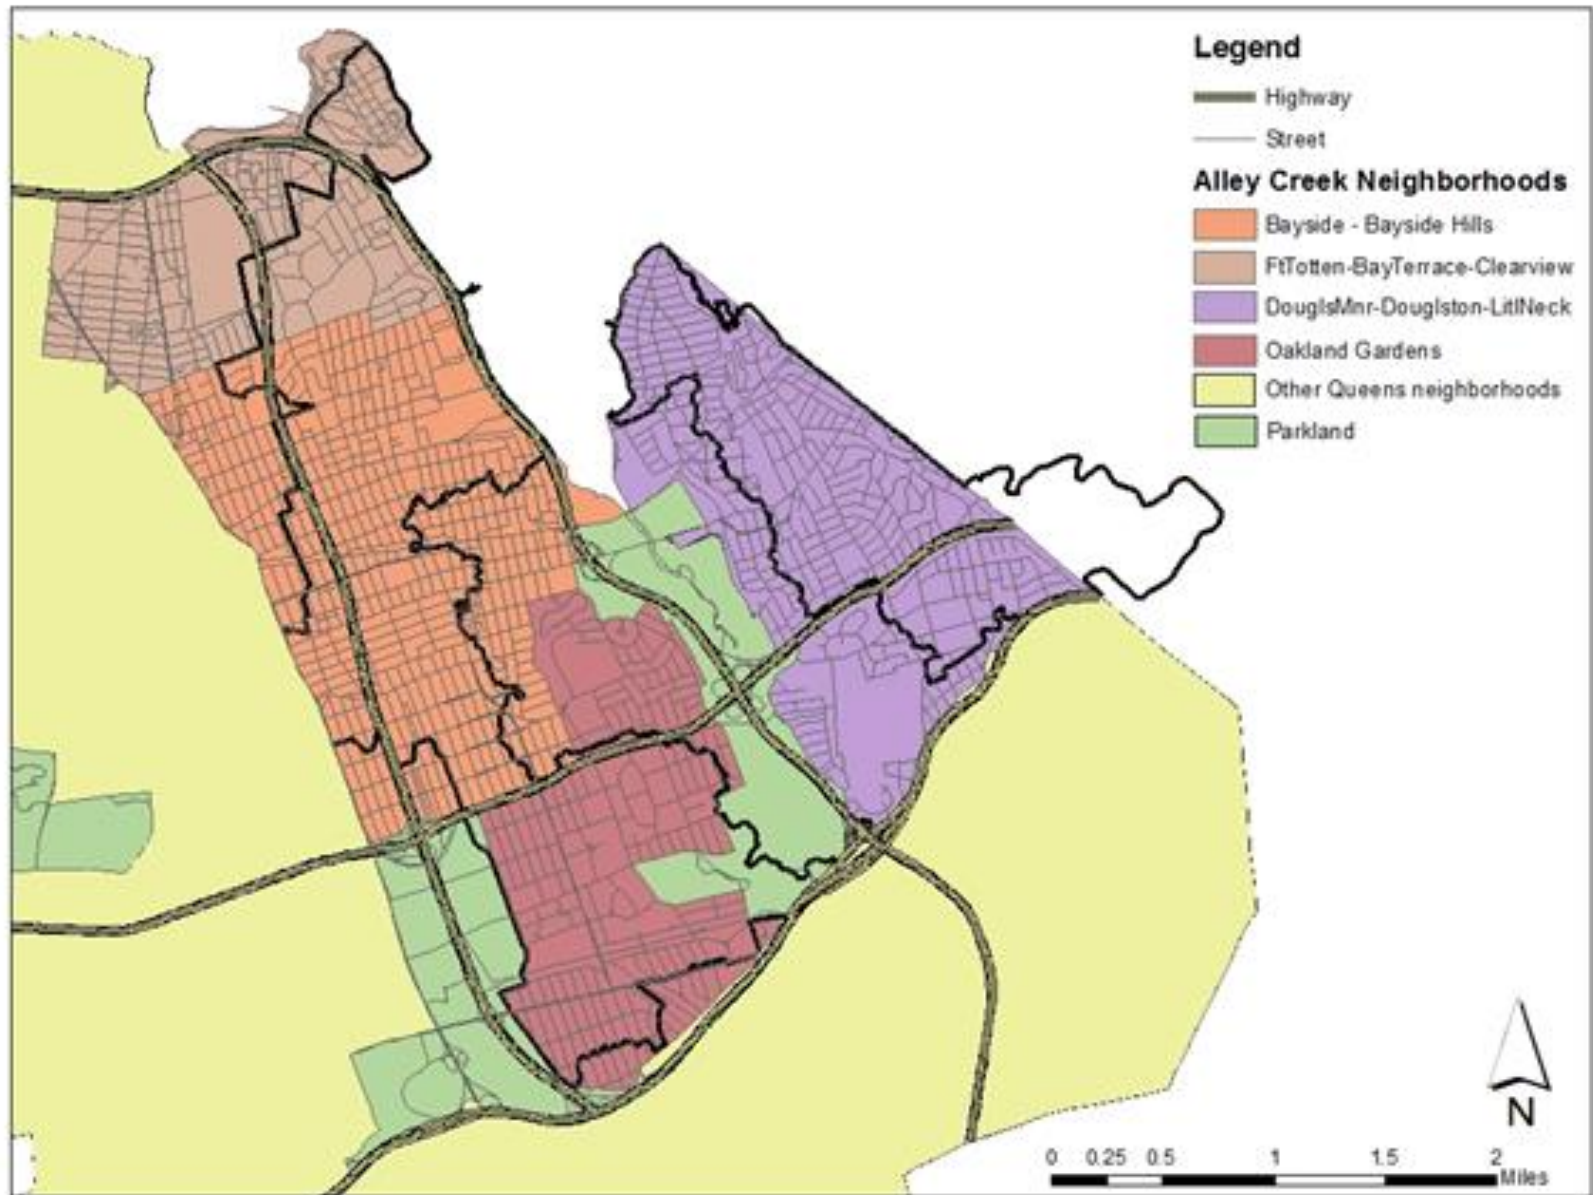 Legend
Highway
Street
Alley Creek Neighborhoods
Bayside - Bayside Hills
FtTotten-BayTerrace-Clearview
DouglsMnr-Douglston-LitlNeck
Oakland Gardens
Other Queens neighborhoods
Parkland
N
0 0.25 0.5 1 1.5 2
Miles